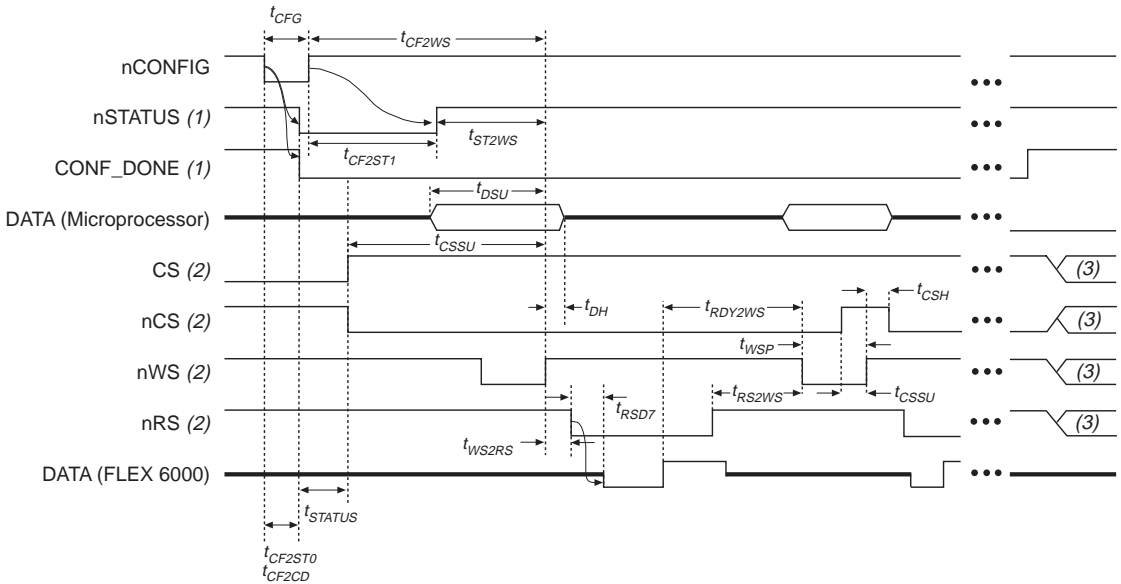 tCFG
tCF2WS
nCONFIG
nSTATUS (1)
tST2WS
tCF2ST1
CONF_DONE (1)
tDSU
DATA (Microprocessor)
tCSSU
CS (2)
(3)
tCSH
tDH
tRDY2WS
nCS (2)
(3)
tWSP
nWS (2)
(3)
tRS2WS
tCSSU
tRSD7
nRS (2)
(3)
tWS2RS
DATA (FLEX 6000)
tSTATUS
tCF2ST0
tCF2CD